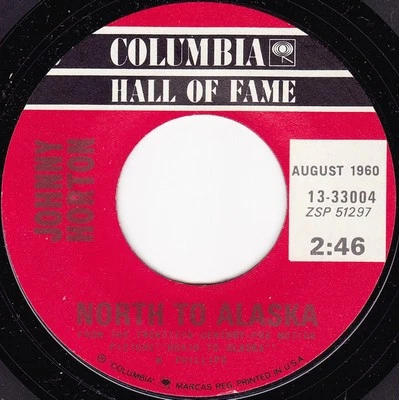 COLUMBIA
HALL OF FAME
JOHNNY
HORTON
AUGUST 1960
13-33004
ZSP 51297
2:46
NORTH TO ALASKA
© COLUMBIA ® MARCAS REG. PRINTED IN U.S.A.